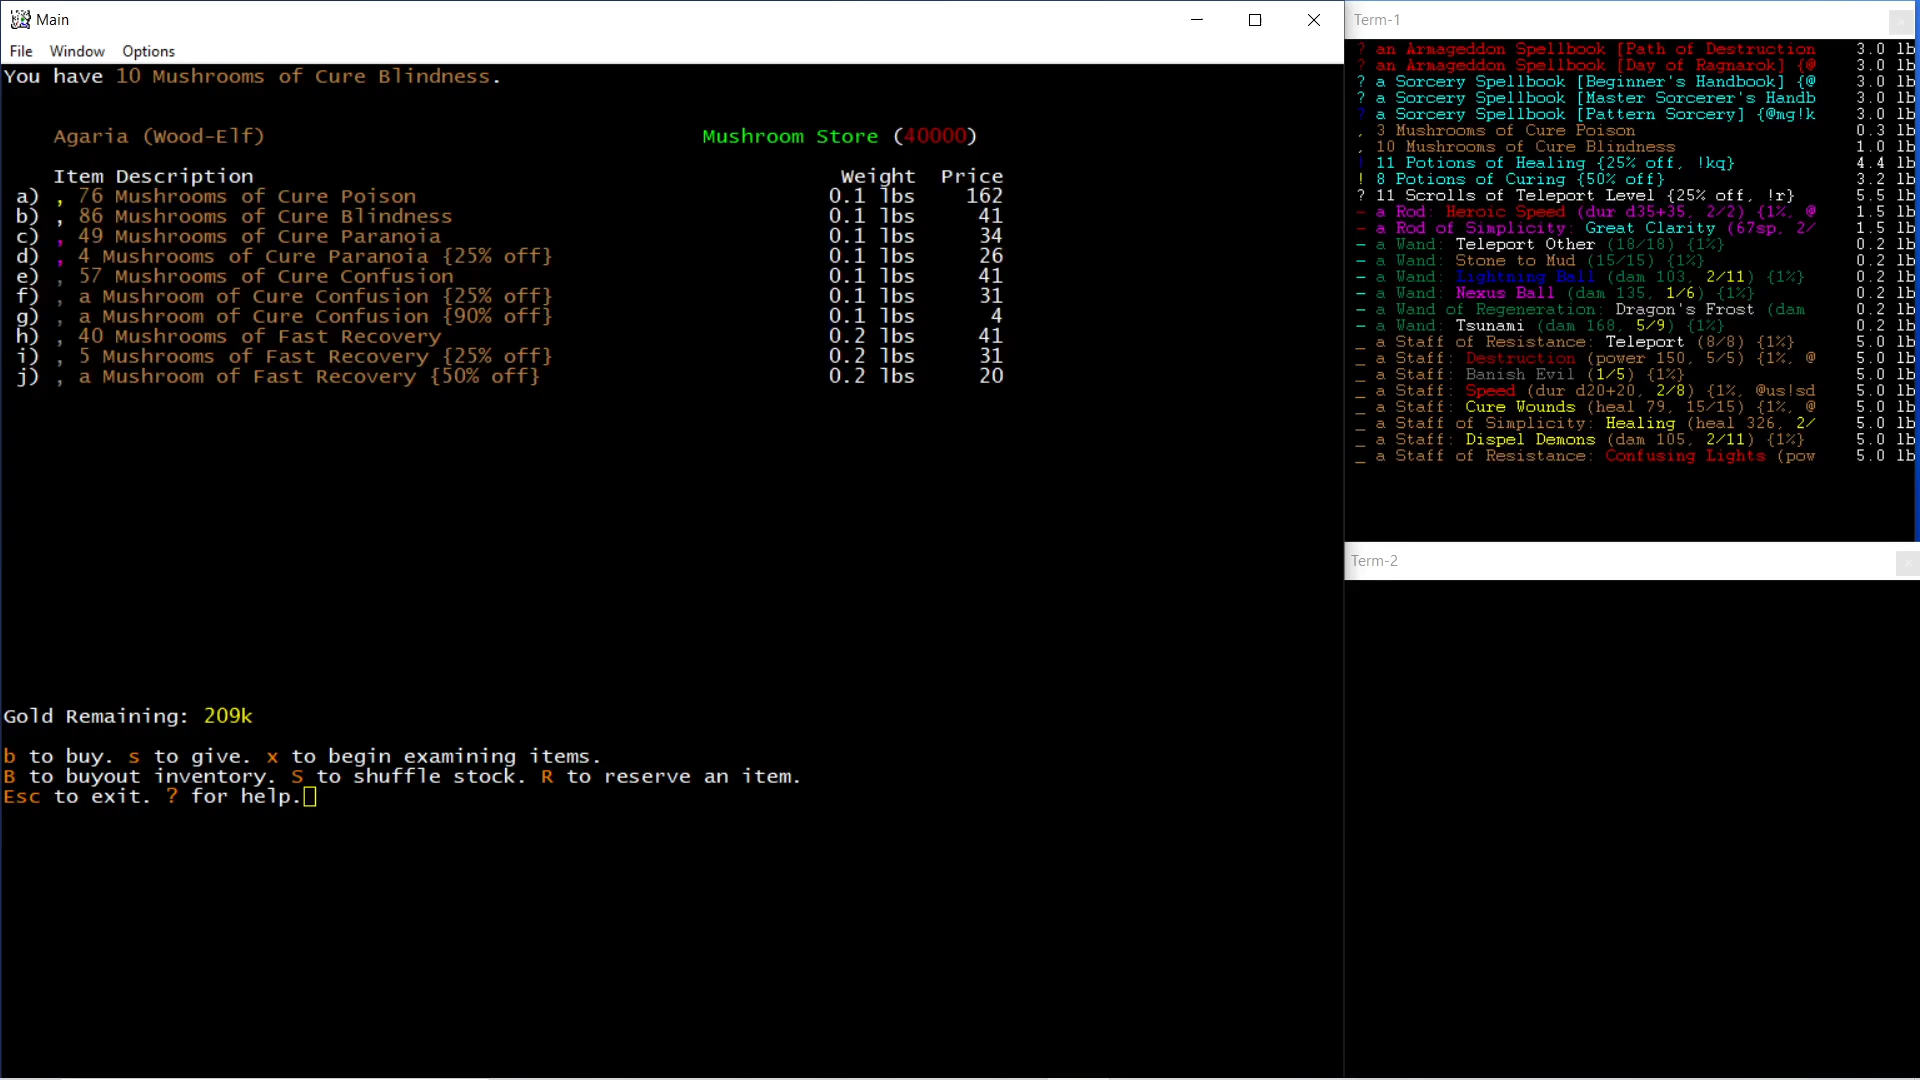 Main
File Window Options
You have 10 Mushrooms of Cure Blindness.
Agaria (Wood-Elf) Mushroom Store (40000)
Item Description Weight Price
a) , 76 Mushrooms of Cure Poison 0.1 lbs 162
b) , 86 Mushrooms of Cure Blindness 0.1 lbs 41
c) , 49 Mushrooms of Cure Paranoia 0.1 lbs 34
d) , 4 Mushrooms of Cure Paranoia {25% off} 0.1 lbs 26
e) , 57 Mushrooms of Cure Confusion 0.1 lbs 41
f) , a Mushroom of Cure Confusion {25% off} 0.1 lbs 31
g) , a Mushroom of Cure Confusion {90% off} 0.1 lbs 4
h) , 40 Mushrooms of Fast Recovery 0.2 lbs 41
i) , 5 Mushrooms of Fast Recovery {25% off} 0.2 lbs 31
j) , a Mushroom of Fast Recovery {50% off} 0.2 lbs 20
Gold Remaining: 209k
b to buy. s to give. x to begin examining items.
B to buyout inventory. S to shuffle stock. R to reserve an item.
Esc to exit. ? for help.
Term-1
? an Armageddon Spellbook [Path of Destruction 3.0 lb
? an Armageddon Spellbook [Day of Ragnarok] {@ 3.0 lb
? a Sorcery Spellbook [Beginner's Handbook] {@ 3.0 lb
? a Sorcery Spellbook [Master Sorcerer's Handb 3.0 lb
? a Sorcery Spellbook [Pattern Sorcery] {@mg!k 3.0 lb
, 3 Mushrooms of Cure Poison 0.3 lb
, 10 Mushrooms of Cure Blindness 1.0 lb
! 11 Potions of Healing {25% off, !kq} 4.4 lb
! 8 Potions of Curing {50% off} 3.2 lb
? 11 Scrolls of Teleport Level {25% off, !r} 5.5 lb
- a Rod: Heroic Speed (dur d35+35, 2/2) {1%, @ 1.5 lb
- a Rod of Simplicity: Great Clarity (67sp, 2/ 1.5 lb
- a Wand: Teleport Other (18/18) {1%} 0.2 lb
- a Wand: Stone to Mud (15/15) {1%} 0.2 lb
- a Wand: Lightning Ball (dam 103, 2/11) {1%} 0.2 lb
- a Wand: Nexus Ball (dam 135, 1/6) {1%} 0.2 lb
- a Wand of Regeneration: Dragon's Frost (dam 0.2 lb
- a Wand: Tsunami (dam 168, 5/9) {1%} 0.2 lb
_ a Staff of Resistance: Teleport (8/8) {1%} 5.0 lb
_ a Staff: Destruction (power 150, 5/5) {1%, @ 5.0 lb
_ a Staff: Banish Evil (1/5) {1%} 5.0 lb
_ a Staff: Speed (dur d20+20, 2/8) {1%, @us!sd 5.0 lb
_ a Staff: Cure Wounds (heal 79, 15/15) {1%, @ 5.0 lb
_ a Staff of Simplicity: Healing (heal 326, 2/ 5.0 lb
_ a Staff: Dispel Demons (dam 105, 2/11) {1%} 5.0 lb
_ a Staff of Resistance: Confusing Lights (pow 5.0 lb
Term-2